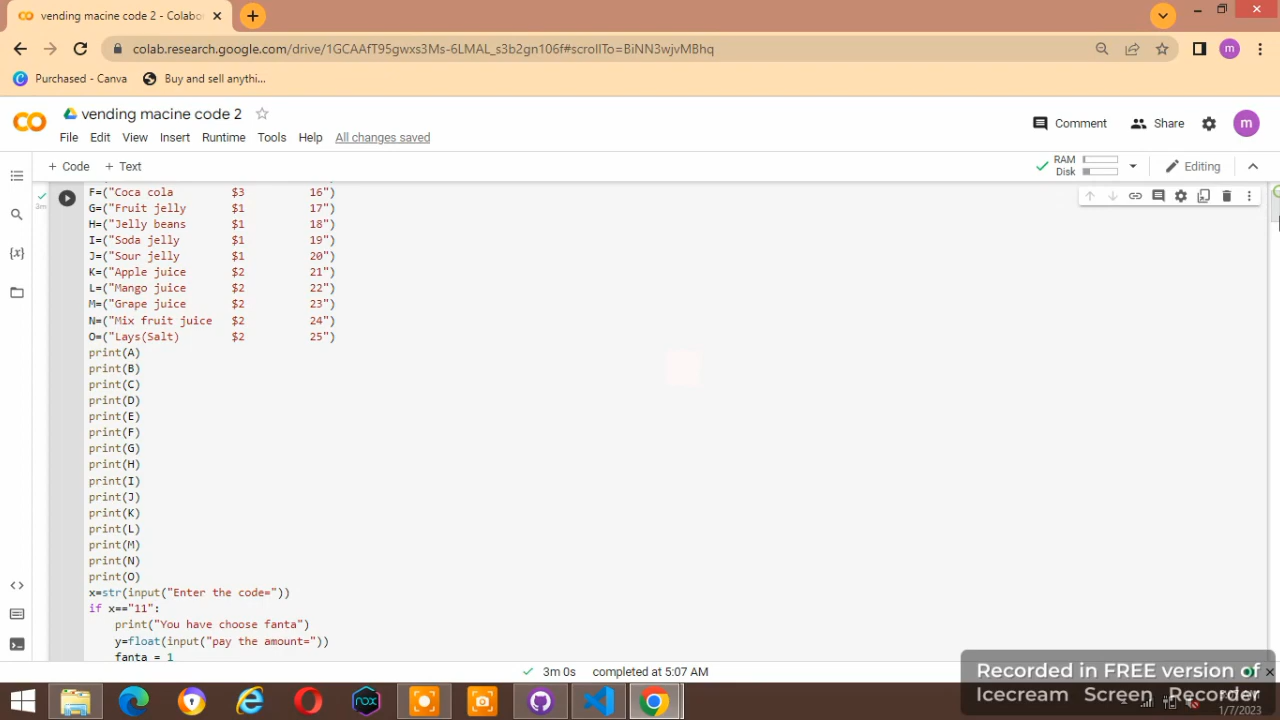 vending macine code 2 - Colabo
colab.research.google.com/drive/1GCAAfT95gwxs3Ms-6LMAL_s3b2gn106f#scrollTo=BiNN3wjvMBhq
m
Purchased - Canva
Buy and sell anythi...
vending macine code 2
File Edit View Insert Runtime Tools Help All changes saved
Comment Share m
+ Code + Text
RAM
Disk
Editing
3m
F=("Coca cola $3 16")
G=("Fruit jelly $1 17")
H=("Jelly beans $1 18")
I=("Soda jelly $1 19")
J=("Sour jelly $1 20")
K=("Apple juice $2 21")
L=("Mango juice $2 22")
M=("Grape juice $2 23")
N=("Mix fruit juice $2 24")
O=("Lays(Salt) $2 25")
print(A)
print(B)
print(C)
print(D)
print(E)
print(F)
print(G)
print(H)
print(I)
print(J)
print(K)
print(L)
print(M)
print(N)
print(O)
x=str(input("Enter the code="))
if x=="11":
print("You have choose fanta")
y=float(input("pay the amount="))
fanta = 1
3m 0s completed at 5:07 AM
Recorded in FREE version of
Icecream Screen Recorder
nox
1/7/2023